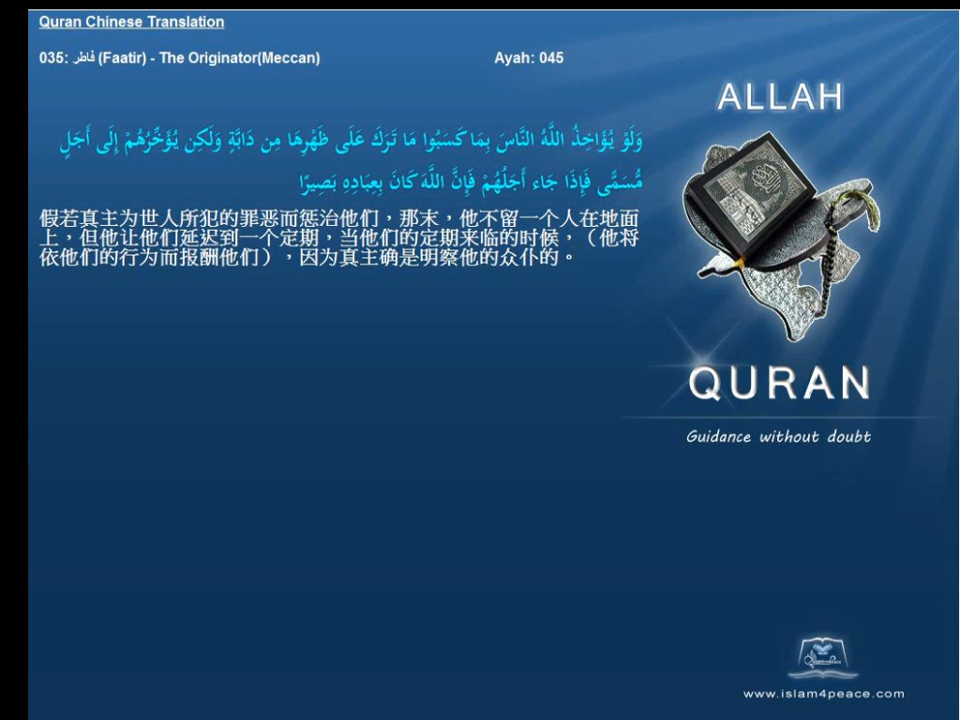 Quran Chinese Translation
035: فاطر (Faatir) - The Originator(Meccan) Ayah: 045
وَلَوْ يُؤَاخِذُ اللَّهُ النَّاسَ بِمَا كَسَبُوا مَا تَرَكَ عَلَى ظَهْرِهَا مِن دَابَّةٍ وَلَكِن يُؤَخِّرُهُمْ إِلَى أَجَلٍ
مُّسَمًّى فَإِذَا جَاء أَجَلُهُمْ فَإِنَّ اللَّهَ كَانَ بِعِبَادِهِ بَصِيرًا
假若真主为世人所犯的罪恶而惩治他们，那末，他不留一个人在地面
上，但他让他们延迟到一个定期，当他们的定期来临的时候，（他将
依他们的行为而报酬他们），因为真主确是明察他的众仆的。
ALLAH
QURAN
Guidance without doubt
www.islam4peace.com